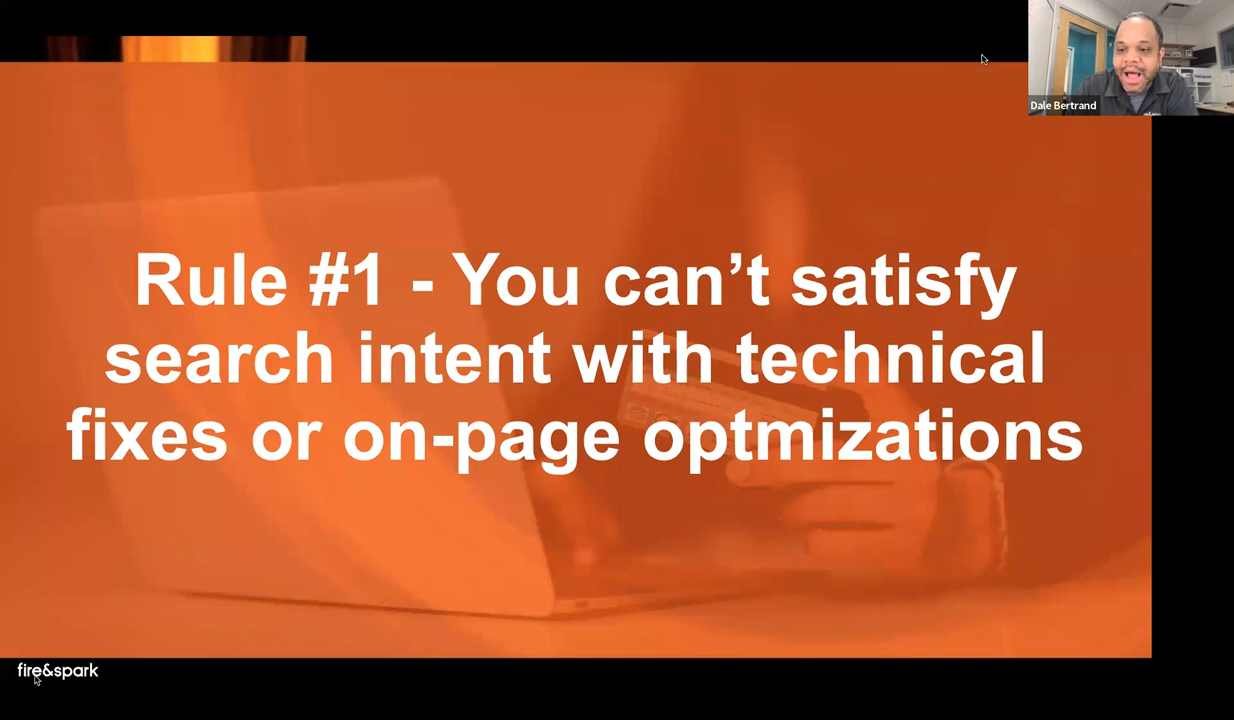 Dale Bertrand
Rule #1 - You can’t satisfy
search intent with technical
fixes or on-page optmizations
fire&spark